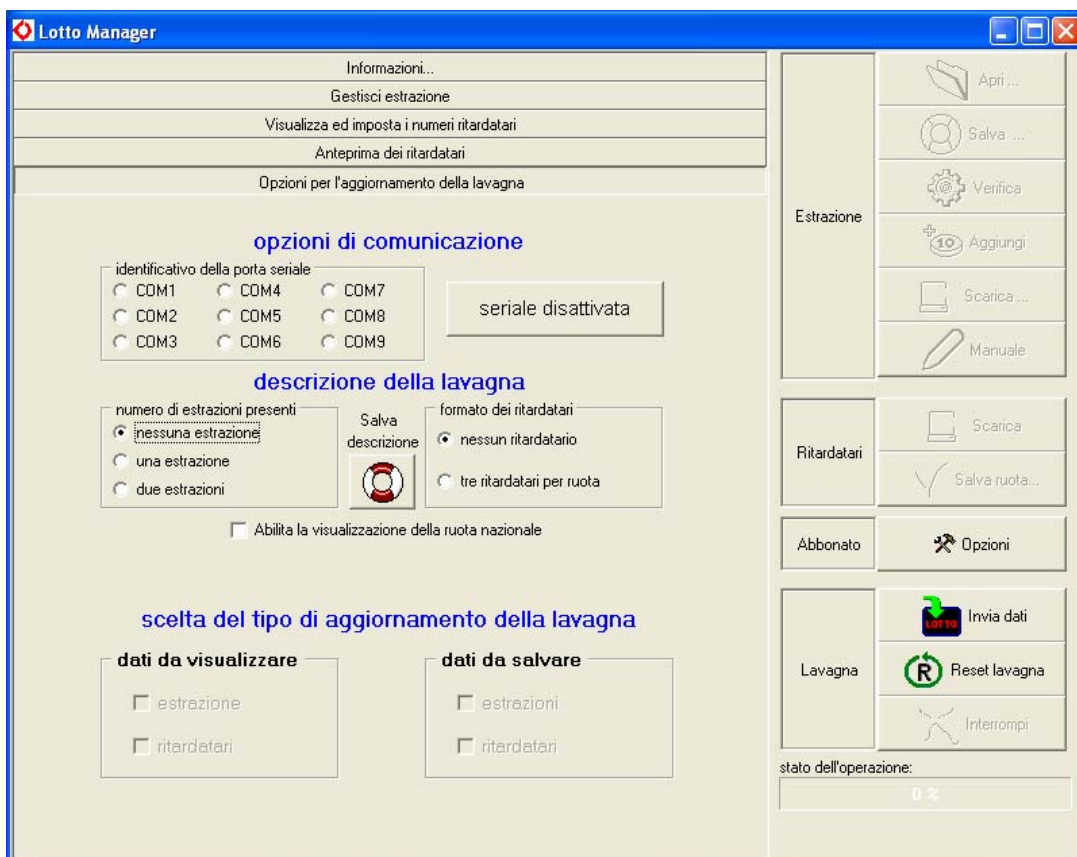 Lotto Manager
Informazioni...
Gestisci estrazione
Visualizza ed imposta i numeri ritardatari
Anteprima dei ritardatari
Opzioni per l'aggiornamento della lavagna
opzioni di comunicazione
identificativo della porta seriale
COM1 COM4 COM7
COM2 COM5 COM8
COM3 COM6 COM9
seriale disattivata
descrizione della lavagna
numero di estrazioni presenti
nessuna estrazione
una estrazione
due estrazioni
Salva
descrizione
formato dei ritardatari
nessun ritardatario
tre ritardatari per ruota
Abilita la visualizzazione della ruota nazionale
scelta del tipo di aggiornamento della lavagna
dati da visualizzare
estrazione
ritardatari
dati da salvare
estrazioni
ritardatari
Estrazione
Apri ...
Salva ...
Verifica
10 Aggiungi
Scarica ...
Manuale
Ritardatari
Scarica
Salva ruota...
Abbonato
Opzioni
Lavagna
LOTTO Invia dati
R Reset lavagna
Interrompi
stato dell'operazione:
0 %